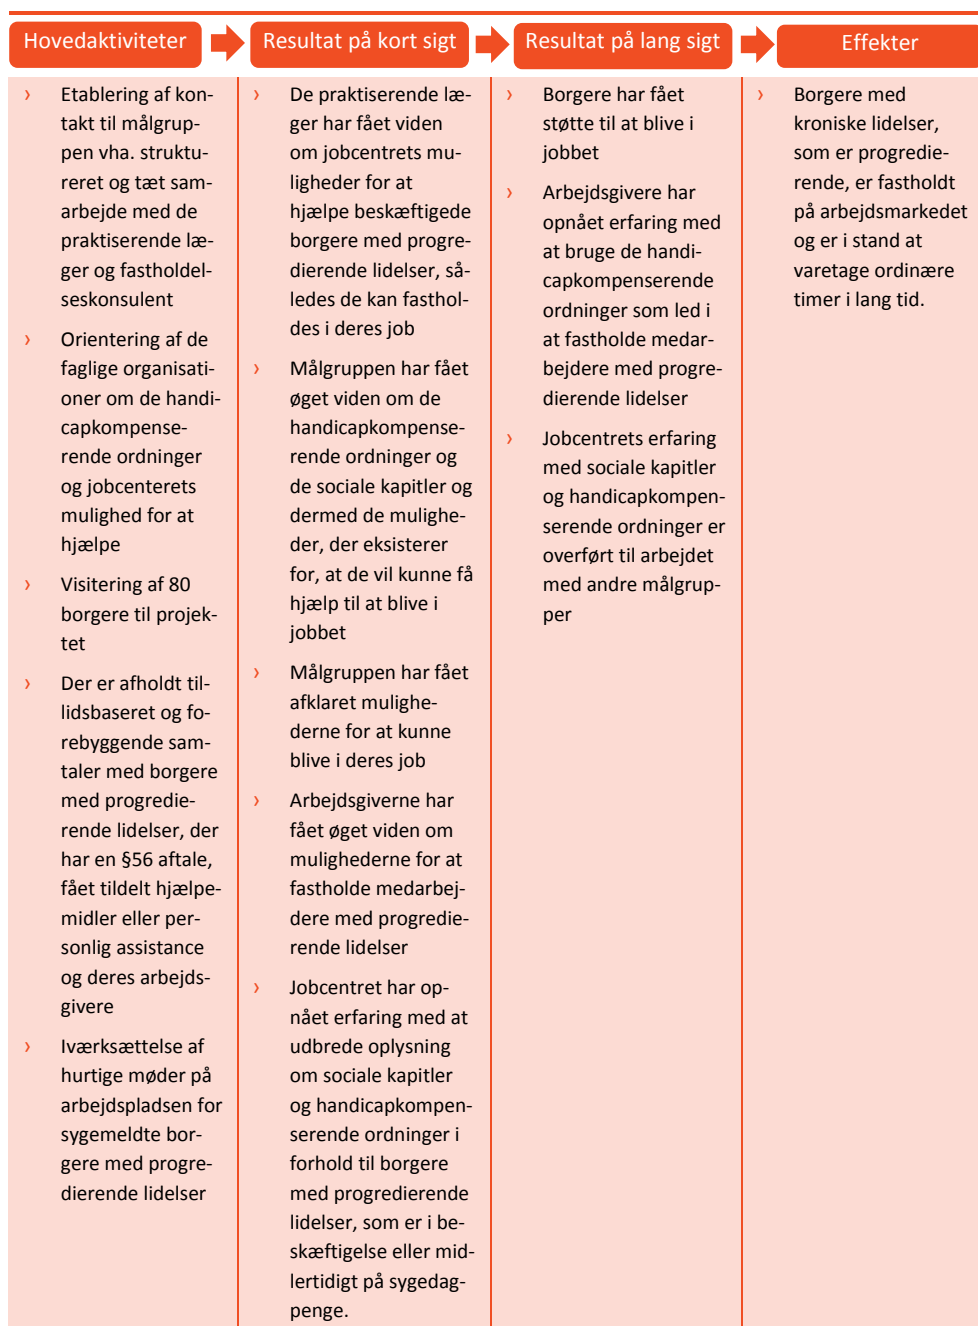 Hovedaktiviteter
Resultat på kort sigt
Resultat på lang sigt
Effekter
› Etablering af kon-
takt til målgrup-
pen vha. struktu-
reret og tæt sam-
arbejde med de
praktiserende læ-
ger og fastholdel-
seskonsulent
› Orientering af de
faglige organisati-
oner om de handi-
capkompense-
rende ordninger
og jobcenterets
mulighed for at
hjælpe
› Visitering af 80
borgere til projek-
tet
› Der er afholdt til-
lidsbaseret og fo-
rebyggende sam-
taler med borgere
med progredie-
rende lidelser, der
har en §56 aftale,
fået tildelt hjælpe-
midler eller per-
sonlig assistance
og deres arbejds-
givere
› Iværksættelse af
hurtige møder på
arbejdspladsen for
sygemeldte bor-
gere med progre-
dierende lidelser
› De praktiserende læ-
ger har fået viden
om jobcentrets mu-
ligheder for at
hjælpe beskæftigede
borgere med progre-
dierende lidelser, så-
ledes de kan fasthol-
des i deres job
› Målgruppen har fået
øget viden om de
handicapkompense-
rende ordninger og
de sociale kapitler og
dermed de mulighe-
der, der eksisterer
for, at de vil kunne få
hjælp til at blive i
jobbet
› Målgruppen har fået
afklaret mulighe-
derne for at kunne
blive i deres job
› Arbejdsgiverne har
fået øget viden om
mulighederne for at
fastholde medarbej-
dere med progredie-
rende lidelser
› Jobcentret har op-
nået erfaring med at
udbrede oplysning
om sociale kapitler
og handicapkompen-
serende ordninger i
forhold til borgere
med progredierende
lidelser, som er i be-
skæftigelse eller mid-
lertidigt på sygedag-
penge.
› Borgere har fået
støtte til at blive i
jobbet
› Arbejdsgivere har
opnået erfaring med
at bruge de handi-
capkompenserende
ordninger som led i
at fastholde medar-
bejdere med progre-
dierende lidelser
› Jobcentrets erfaring
med sociale kapitler
og handicapkompen-
serende ordninger er
overført til arbejdet
med andre målgrup-
per
› Borgere med
kroniske lidelser,
som er progredie-
rende, er fastholdt
på arbejdsmarkedet
og er i stand at
varetage ordinære
timer i lang tid.